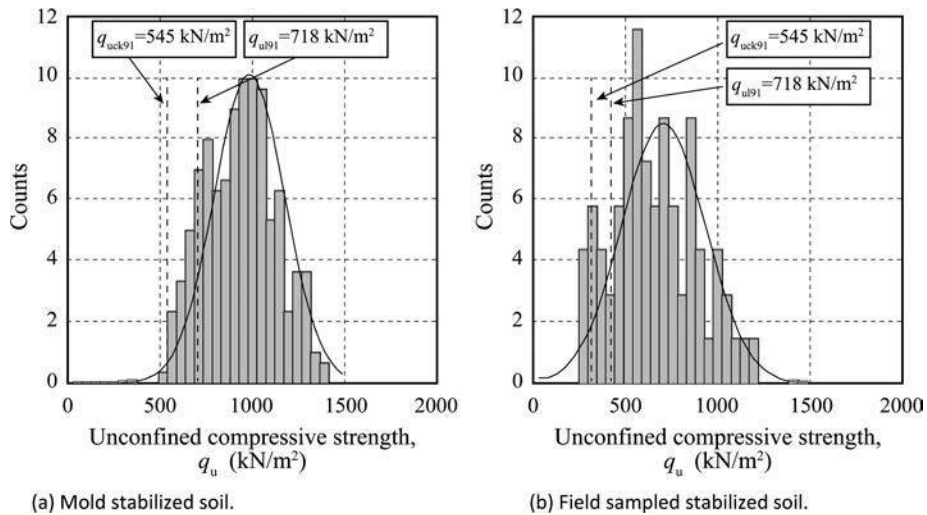 12
10
8
6
4
2
0
Counts
q_uck91=545 kN/m²
q_ul91=718 kN/m²
0 500 1000 1500 2000
Unconfined compressive strength,
q_u (kN/m²)
(a) Mold stabilized soil.
12
10
8
6
4
2
0
Counts
q_uck91=545 kN/m²
q_ul91=718 kN/m²
0 500 1000 1500 2000
Unconfined compressive strength,
q_u (kN/m²)
(b) Field sampled stabilized soil.